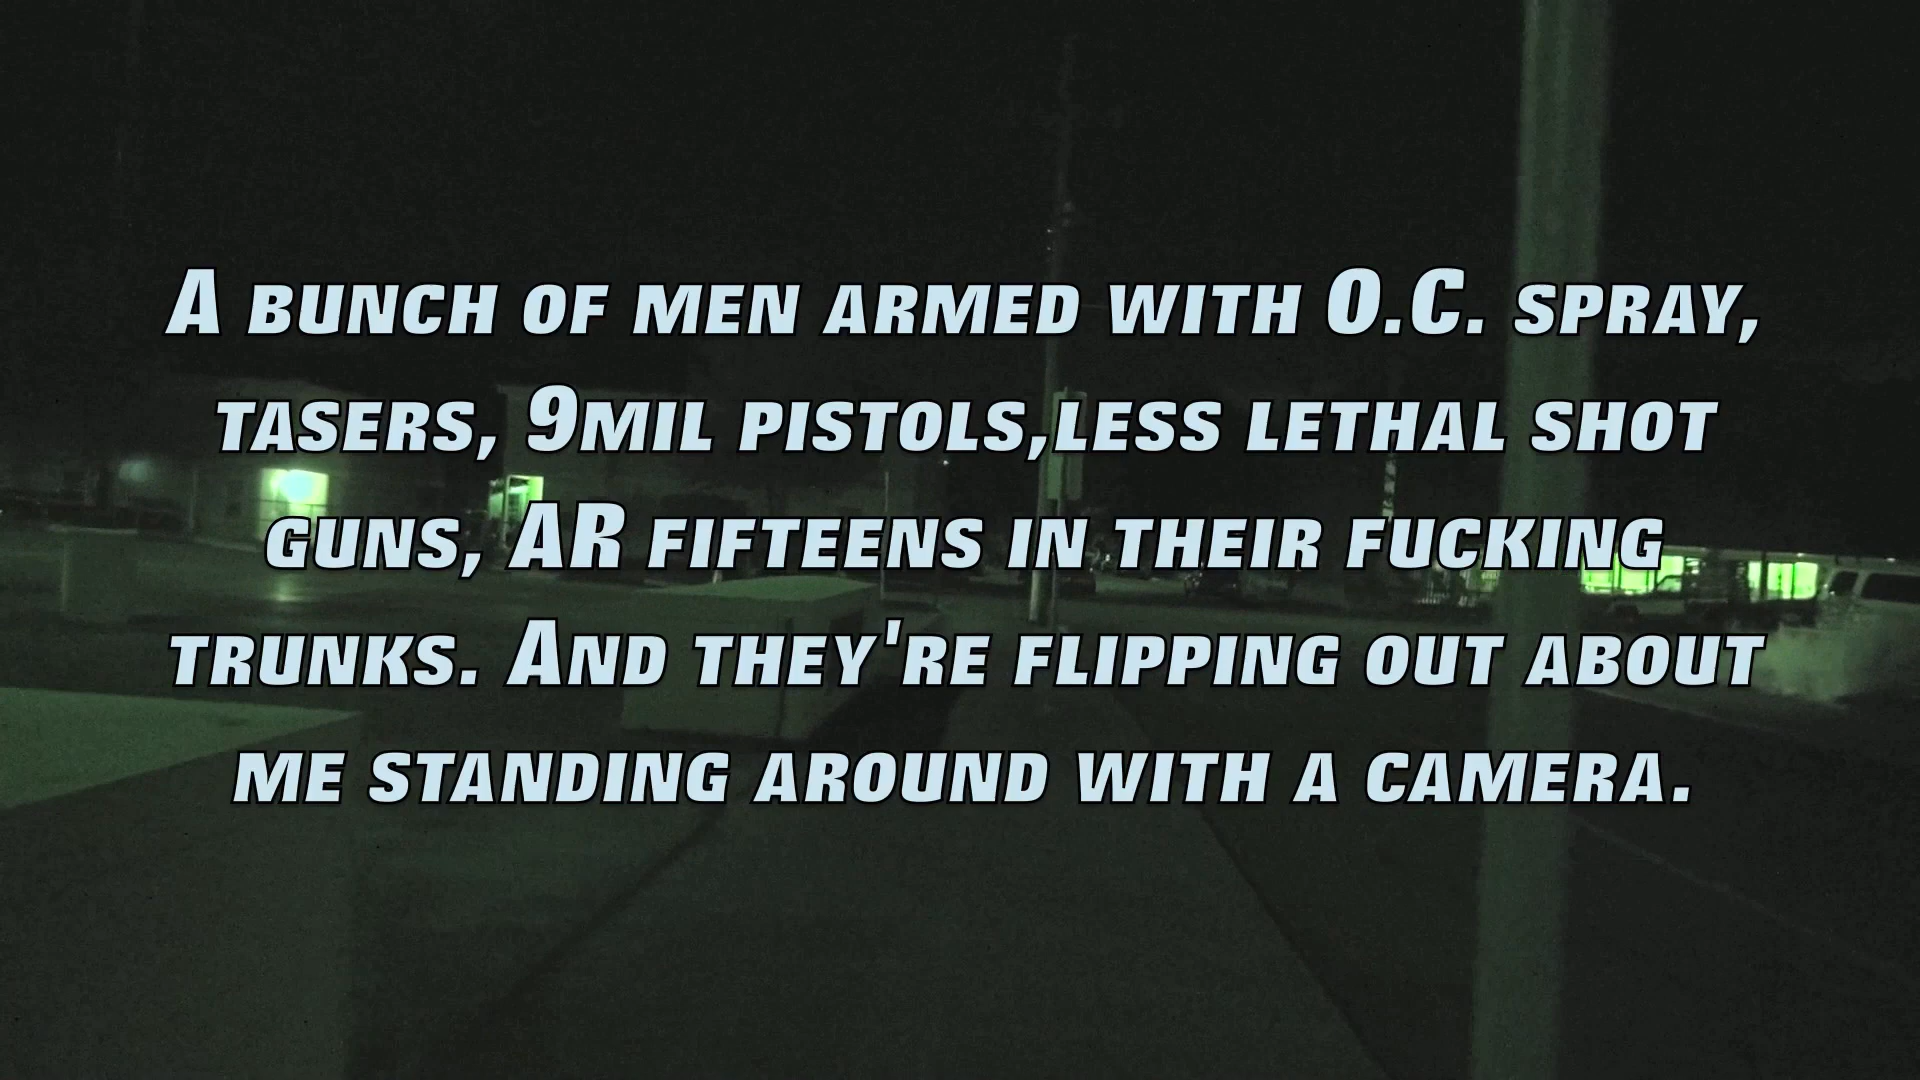 A BUNCH OF MEN ARMED WITH O.C. SPRAY,
TASERS, 9MIL PISTOLS,LESS LETHAL SHOT
GUNS, AR FIFTEENS IN THEIR FUCKING
TRUNKS. AND THEY'RE FLIPPING OUT ABOUT
ME STANDING AROUND WITH A CAMERA.